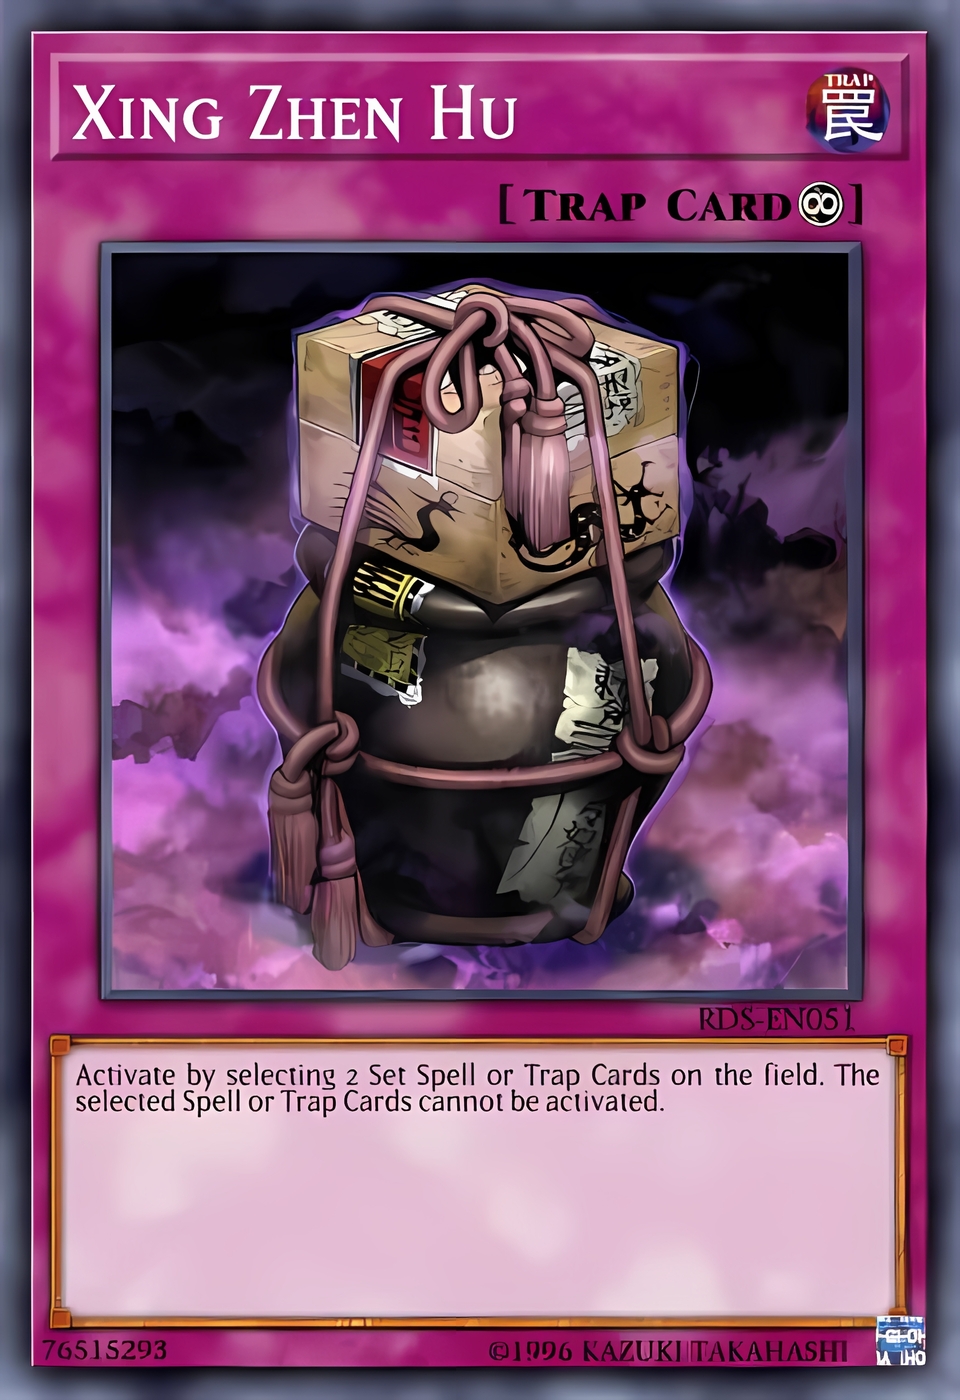 XING ZHEN HU
TRAP
罠
[TRAP CARD]
RDS-EN051
Activate by selecting 2 Set Spell or Trap Cards on the field. The
selected Spell or Trap Cards cannot be activated.
76515293
©1996 KAZUKI TAKAHASHI